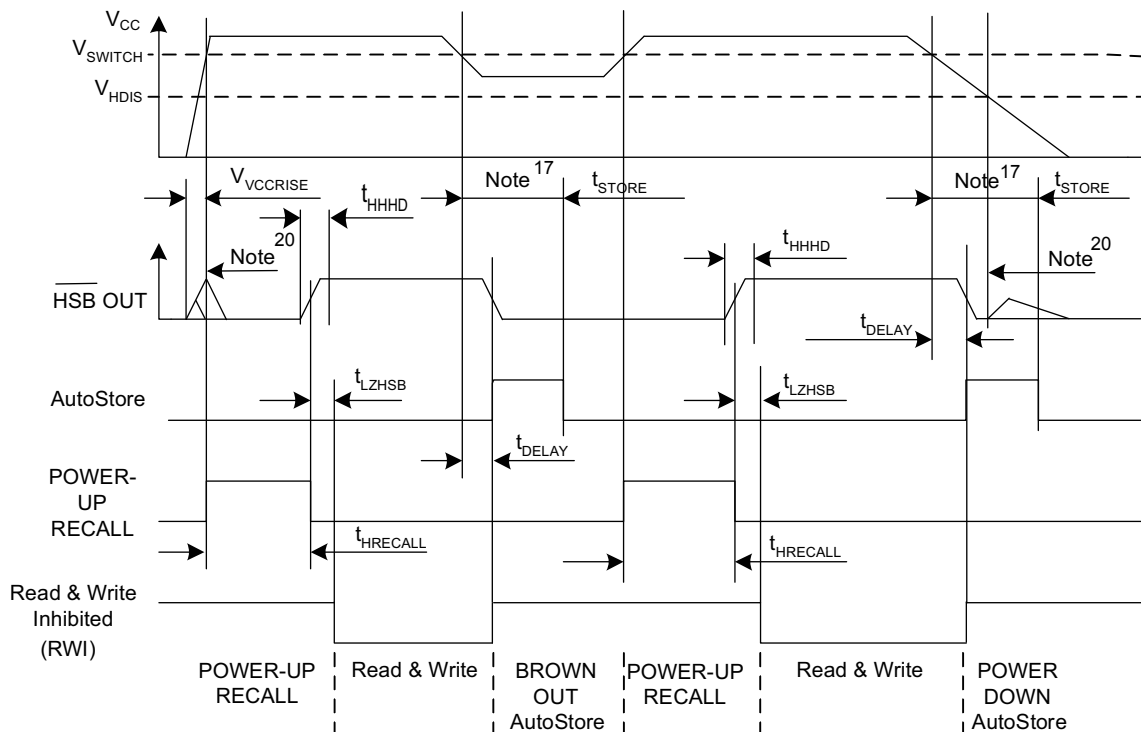 VCC
VSWITCH
VHDIS
VVCCRISE
tHHHD
Note 17
tSTORE
Note 17
tSTORE
Note 20
HSB OUT
tHHHD
Note 20
tDELAY
AutoStore
tLZHSB
tLZHSB
tDELAY
POWER-
UP
RECALL
tHRECALL
tHRECALL
Read & Write
Inhibited
(RWI)
POWER-UP
RECALL
Read & Write
BROWN
OUT
AutoStore
POWER-UP
RECALL
Read & Write
POWER
DOWN
AutoStore